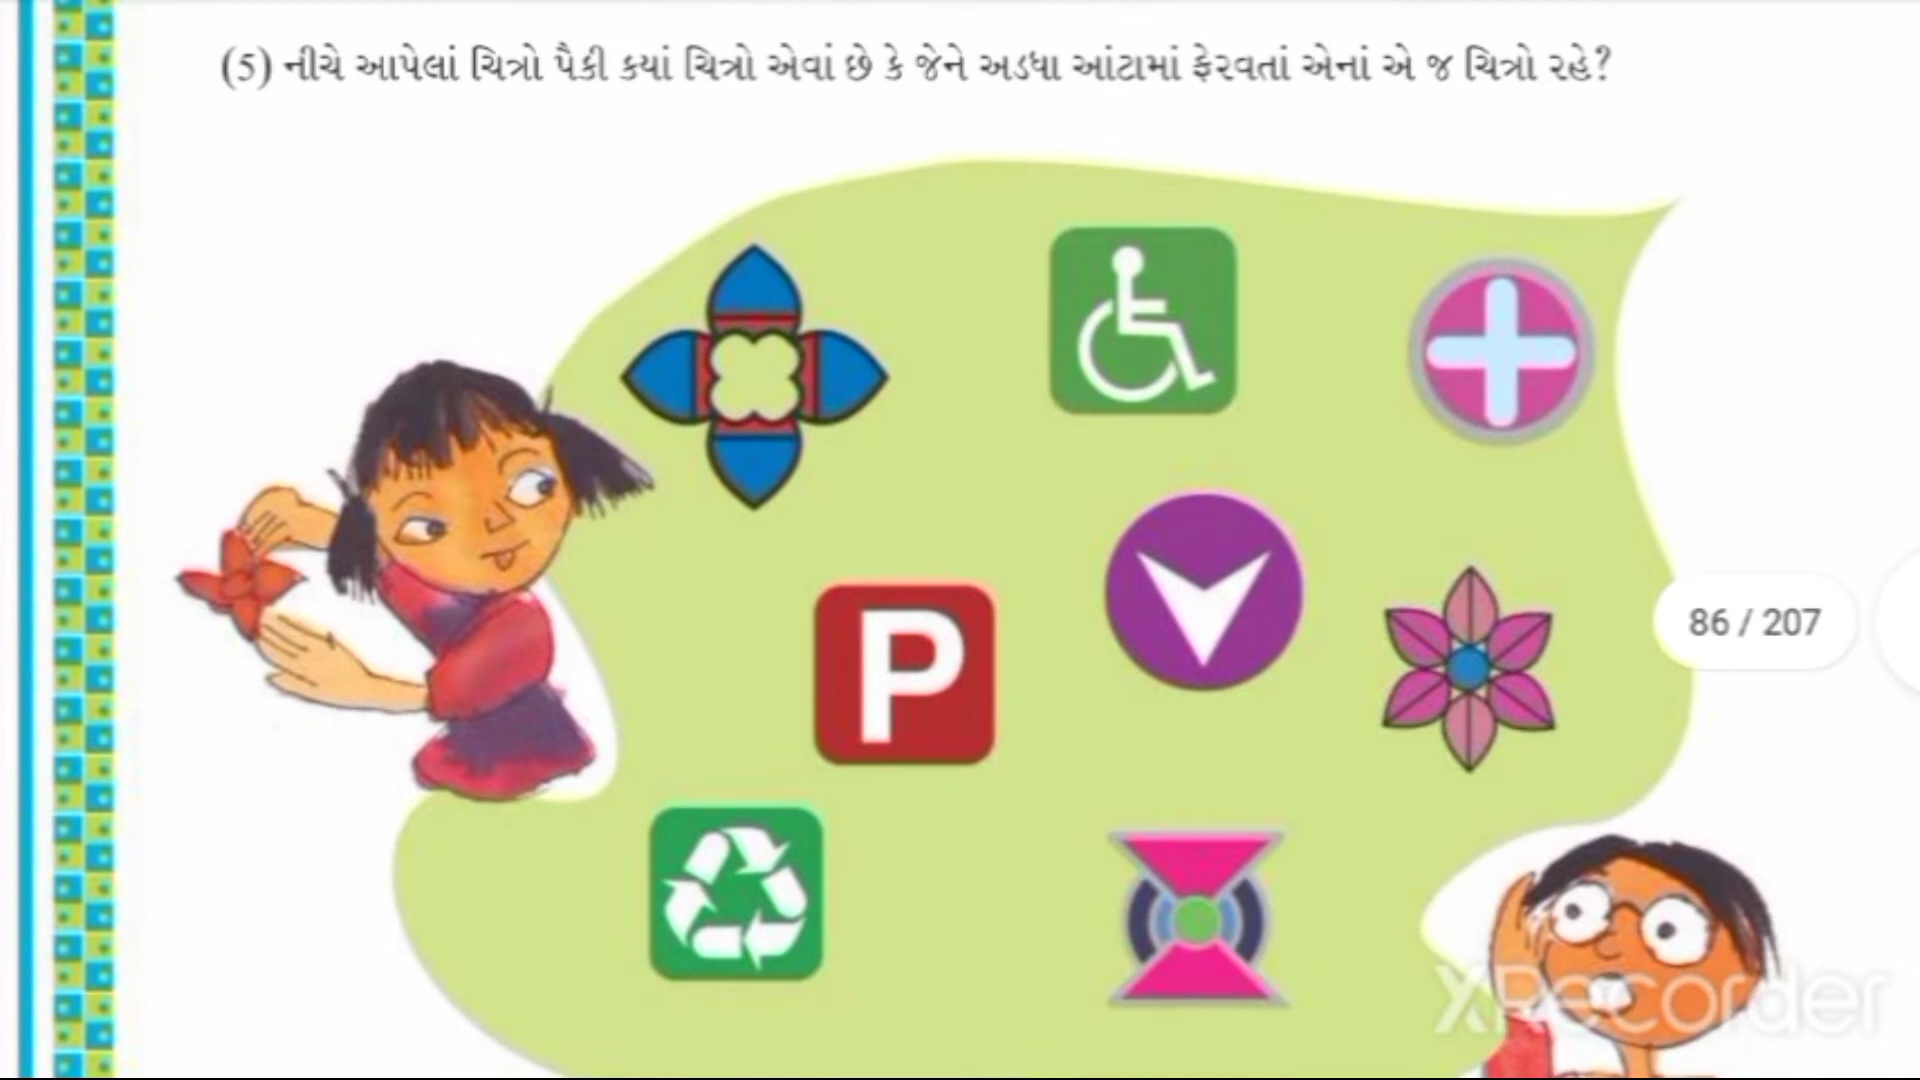 (5) નીચે આપેલાં ચિત્રો પૈકી કયાં ચિત્રો એવાં છે કે જેને અડધા આંટામાં ફેરવતાં એનાં એ જ ચિત્રો રહે?
P
86 / 207
XRecorder